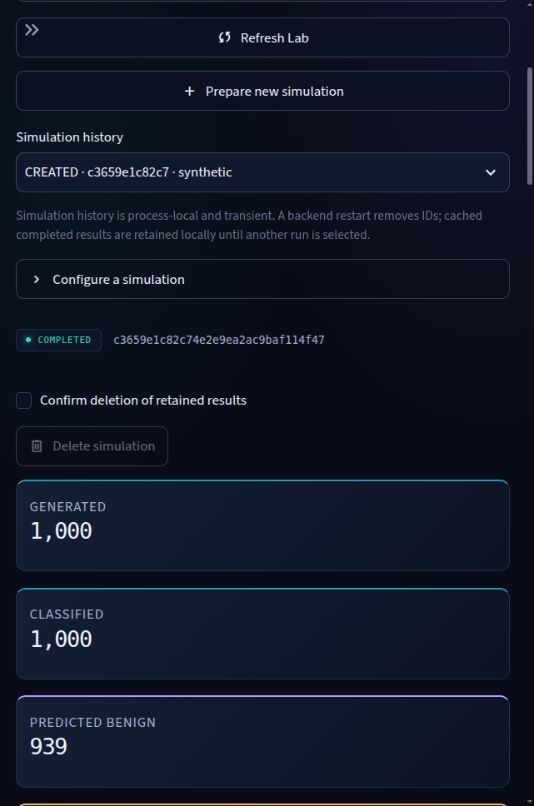 Refresh Lab
Prepare new simulation
Simulation history
CREATED · c3659e1c82c7 · synthetic
Simulation history is process-local and transient. A backend restart removes IDs; cached
completed results are retained locally until another run is selected.
Configure a simulation
COMPLETED c3659e1c82c74e2e9ea2ac9baf114f47
Confirm deletion of retained results
Delete simulation
GENERATED
1,000
CLASSIFIED
1,000
PREDICTED BENIGN
939